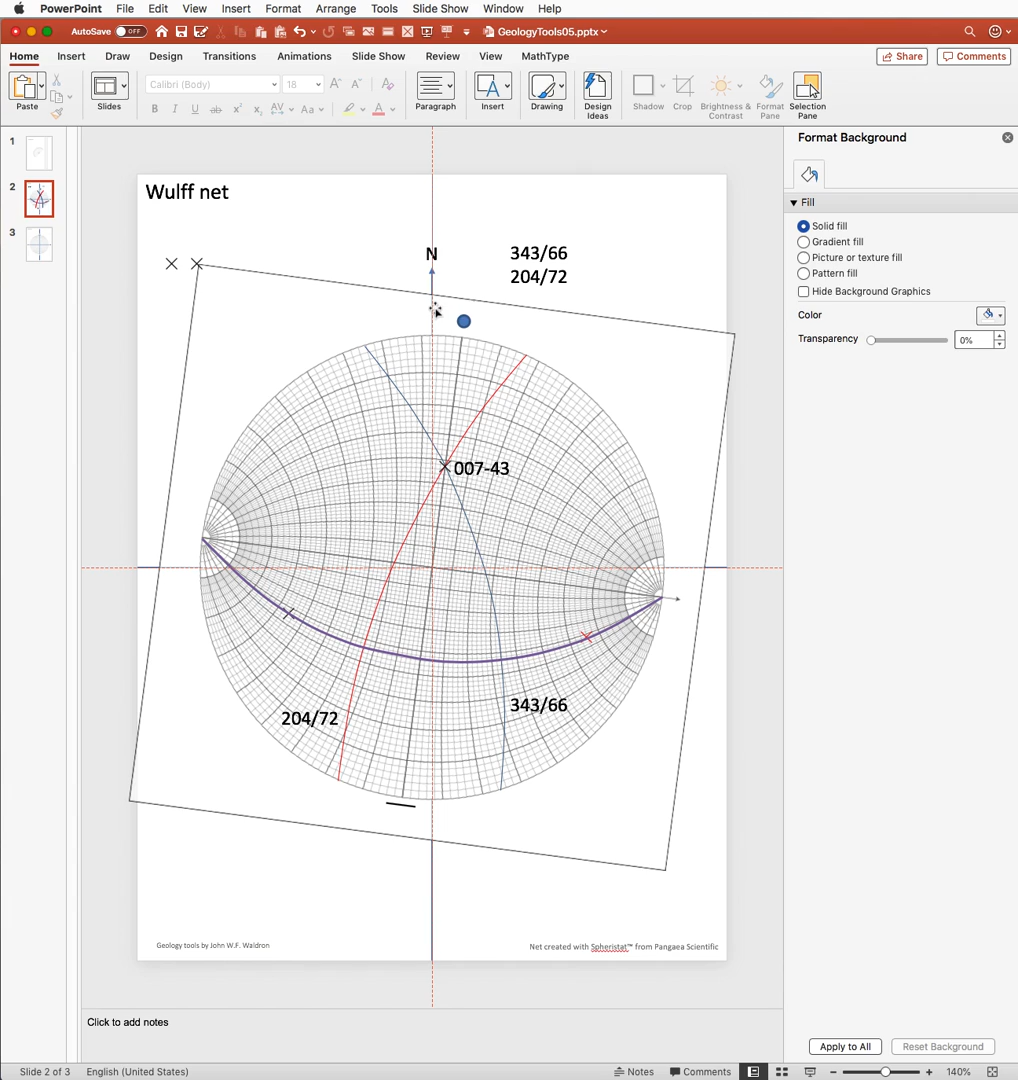 PowerPoint File Edit View Insert Format Arrange Tools Slide Show Window Help
AutoSave OFF GeologyTools05.pptx
Home Insert Draw Design Transitions Animations Slide Show Review View MathType Share Comments
Calibri (Body) 18
Paste Slides Paragraph Insert Drawing Design Ideas Shadow Crop Brightness & Contrast Format Pane Selection Pane
1
2
3
Format Background
Fill
Solid fill
Gradient fill
Picture or texture fill
Pattern fill
Hide Background Graphics
Color
Transparency 0%
Wulff net
N
343/66
204/72
007-43
343/66
204/72
Geology tools by John W.F. Waldron
Net created with Spheristat™ from Pangaea Scientific
Click to add notes
Apply to All Reset Background
Slide 2 of 3 English (United States) Notes Comments 140%